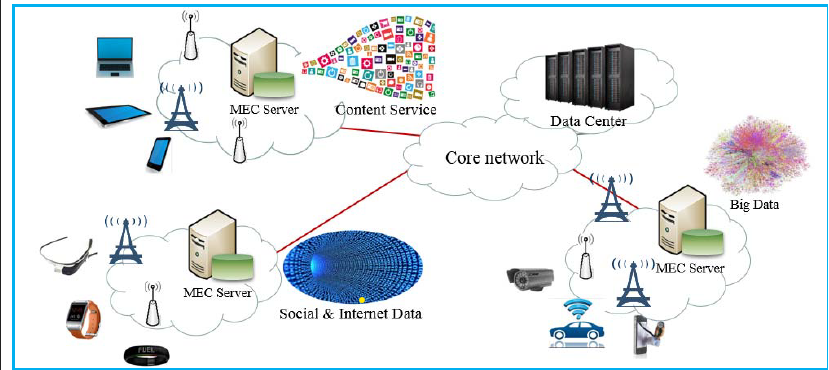 MEC Server
Content Service
Data Center
Core network
Big Data
MEC Server
MEC Server
Social & Internet Data
FUEL